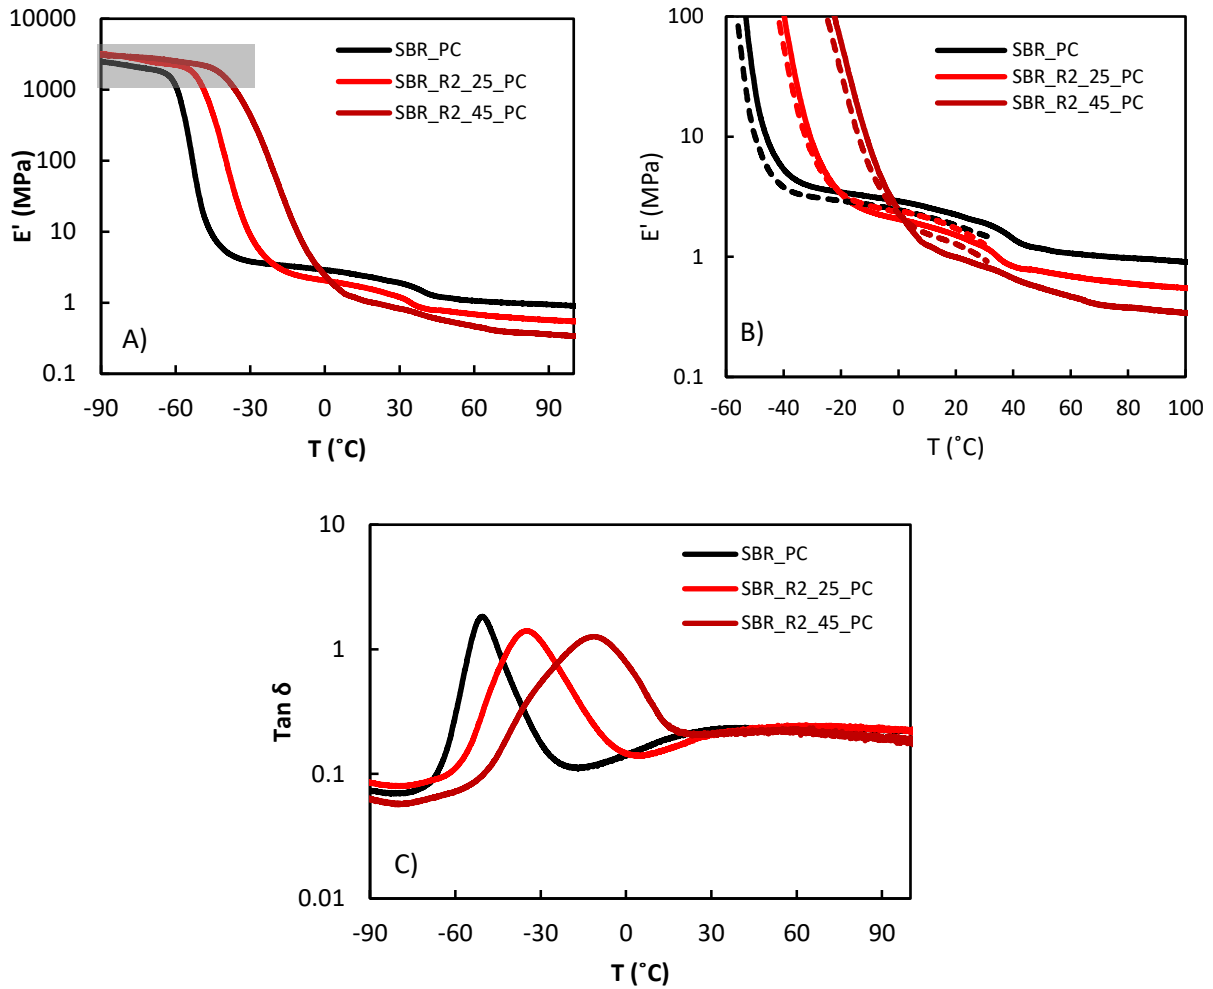 10000
1000
100
10
1
0.1
E' (MPa)
SBR_PC
SBR_R2_25_PC
SBR_R2_45_PC
A)
-90 -60 -30 0 30 60 90
T (˚C)
100
10
1
0.1
E' (MPa)
SBR_PC
SBR_R2_25_PC
SBR_R2_45_PC
B)
-60 -40 -20 0 20 40 60 80 100
T (˚C)
10
1
0.1
0.01
Tan δ
SBR_PC
SBR_R2_25_PC
SBR_R2_45_PC
C)
-90 -60 -30 0 30 60 90
T (˚C)